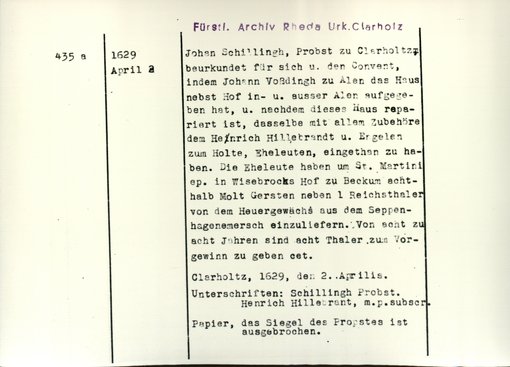 Fürstl. Archiv Rheda Urk.Clarholz
435 a
1629
April 2
Johan Schillingh, Probst zu Clarholtz,
beurkundet für sich u. den Convent,
indem Johann Voßdingh zu Alen das Haus
nebst Hof in- u. ausser Alen aufgege-
ben hat, u. nachdem dieses Haus repa-
riert ist, dasselbe mit allem Zubehöre
dem Heinrich Hillebrandt u. Engelen
zum Holte, Eheleuten, eingethan zu ha-
ben. Die Eheleute haben um St. Martini
ep. in Wisebrocks Hof zu Beckum acht-
halb Molt Gersten neben 1 Reichsthaler
von dem Heuergewächs aus dem Seppen-
hagenemersch einzuliefern. Von acht zu
acht Jahren sind acht Thaler zum Vor-
gewinn zu geben cet.
Clarholtz, 1629, den 2. Aprilis.
Unterschriften: Schillingh Probst.
Henrich Hillebrant, m.p.subscr.
Papier, das Siegel des Propstes ist
ausgebrochen.